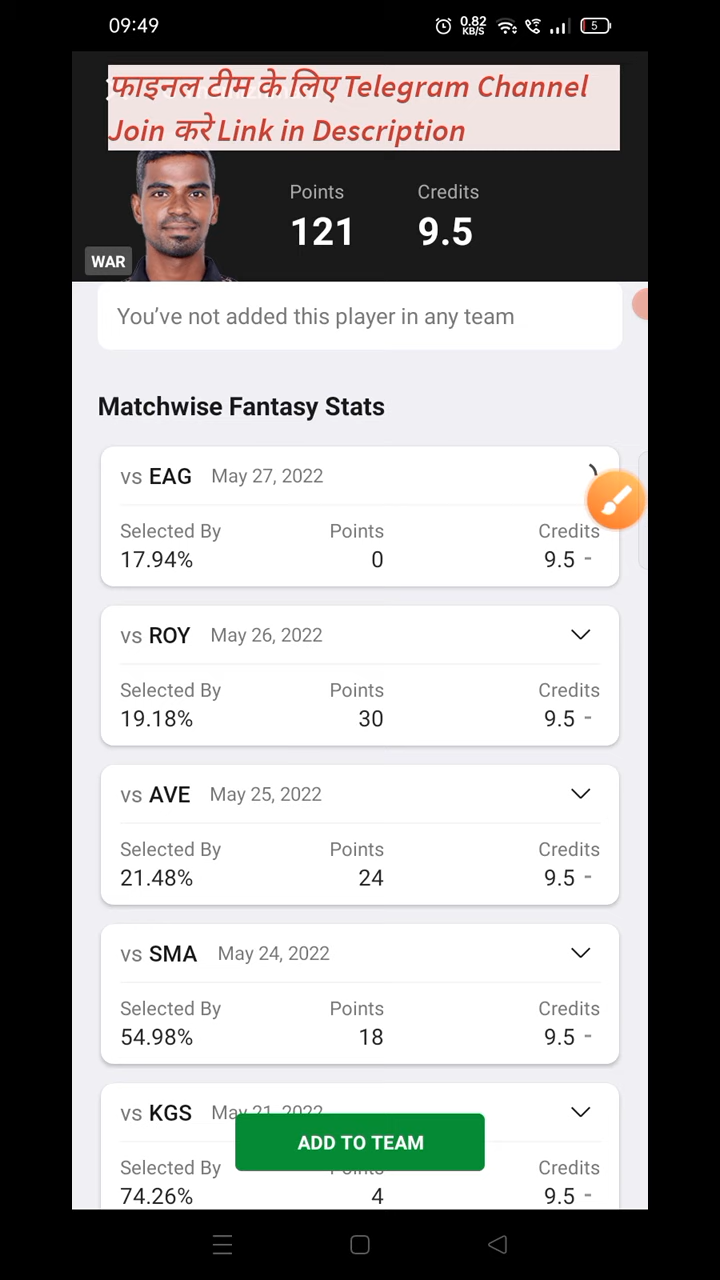 09:49
0.82
KB/S
5
फाइनल टीम के लिए Telegram Channel
Join करे Link in Description
Points
Credits
121
9.5
WAR
You’ve not added this player in any team
Matchwise Fantasy Stats
vs EAG May 27, 2022
Selected By Points Credits
17.94% 0 9.5 -
vs ROY May 26, 2022
Selected By Points Credits
19.18% 30 9.5 -
vs AVE May 25, 2022
Selected By Points Credits
21.48% 24 9.5 -
vs SMA May 24, 2022
Selected By Points Credits
54.98% 18 9.5 -
vs KGS May 21, 2022
ADD TO TEAM
Selected By Points Credits
74.26% 4 9.5 -